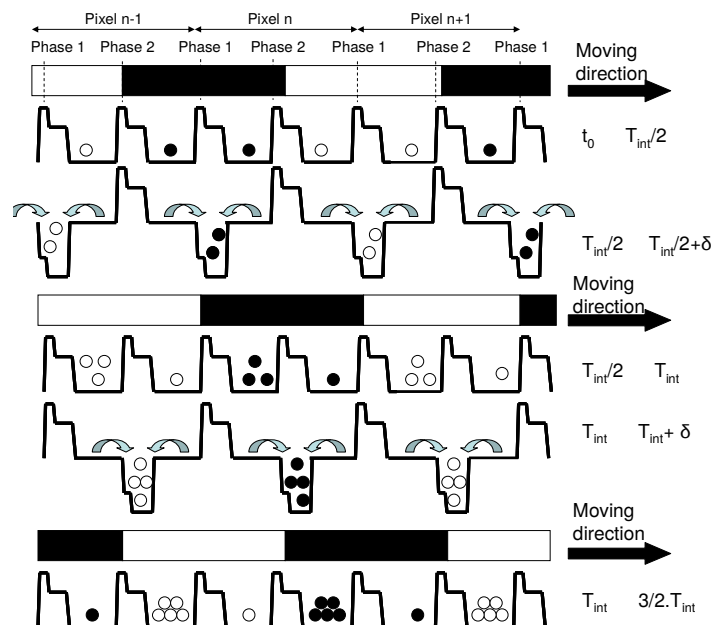 Pixel n-1 Pixel n Pixel n+1
Phase 1 Phase 2 Phase 1 Phase 2 Phase 1 Phase 2 Phase 1
Moving
direction
t0 Tint/2
Tint/2 Tint/2+δ
Moving
direction
Tint/2 Tint
Tint Tint+ δ
Moving
direction
Tint 3/2.Tint